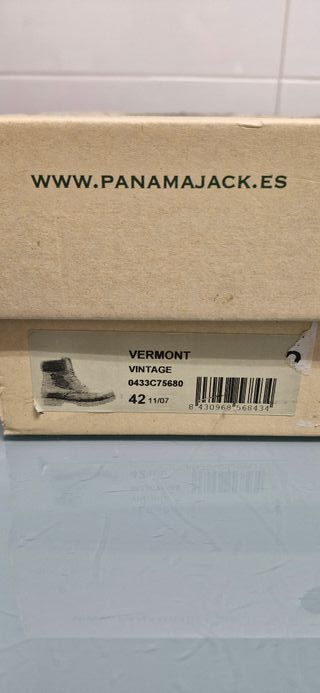 WWW.PANAMAJACK.ES
VERMONT
VINTAGE
0433C75680
42 11/07
8 430968 568434